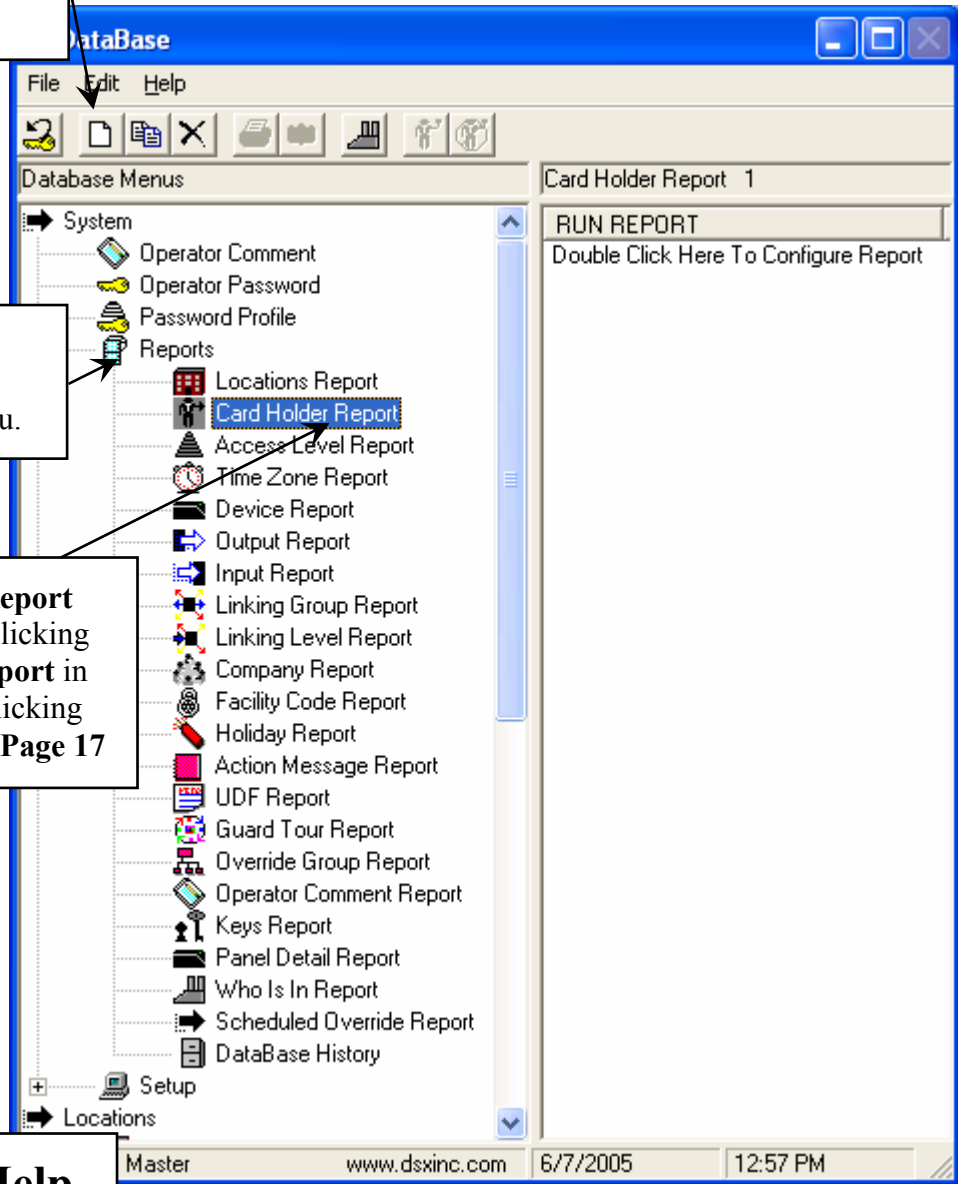 DataBase
File Edit Help
Database Menus
Card Holder Report 1
System
Operator Comment
Operator Password
Password Profile
Reports
Locations Report
Card Holder Report
Access Level Report
Time Zone Report
Device Report
Output Report
Input Report
Linking Group Report
Linking Level Report
Company Report
Facility Code Report
Holiday Report
Action Message Report
UDF Report
Guard Tour Report
Override Group Report
Operator Comment Report
Keys Report
Panel Detail Report
Who Is In Report
Scheduled Override Report
DataBase History
Setup
Locations
RUN REPORT
Double Click Here To Configure Report
u.
eport
licking
port in
licking
Page 17
Help
Master www.dsxinc.com 6/7/2005 12:57 PM